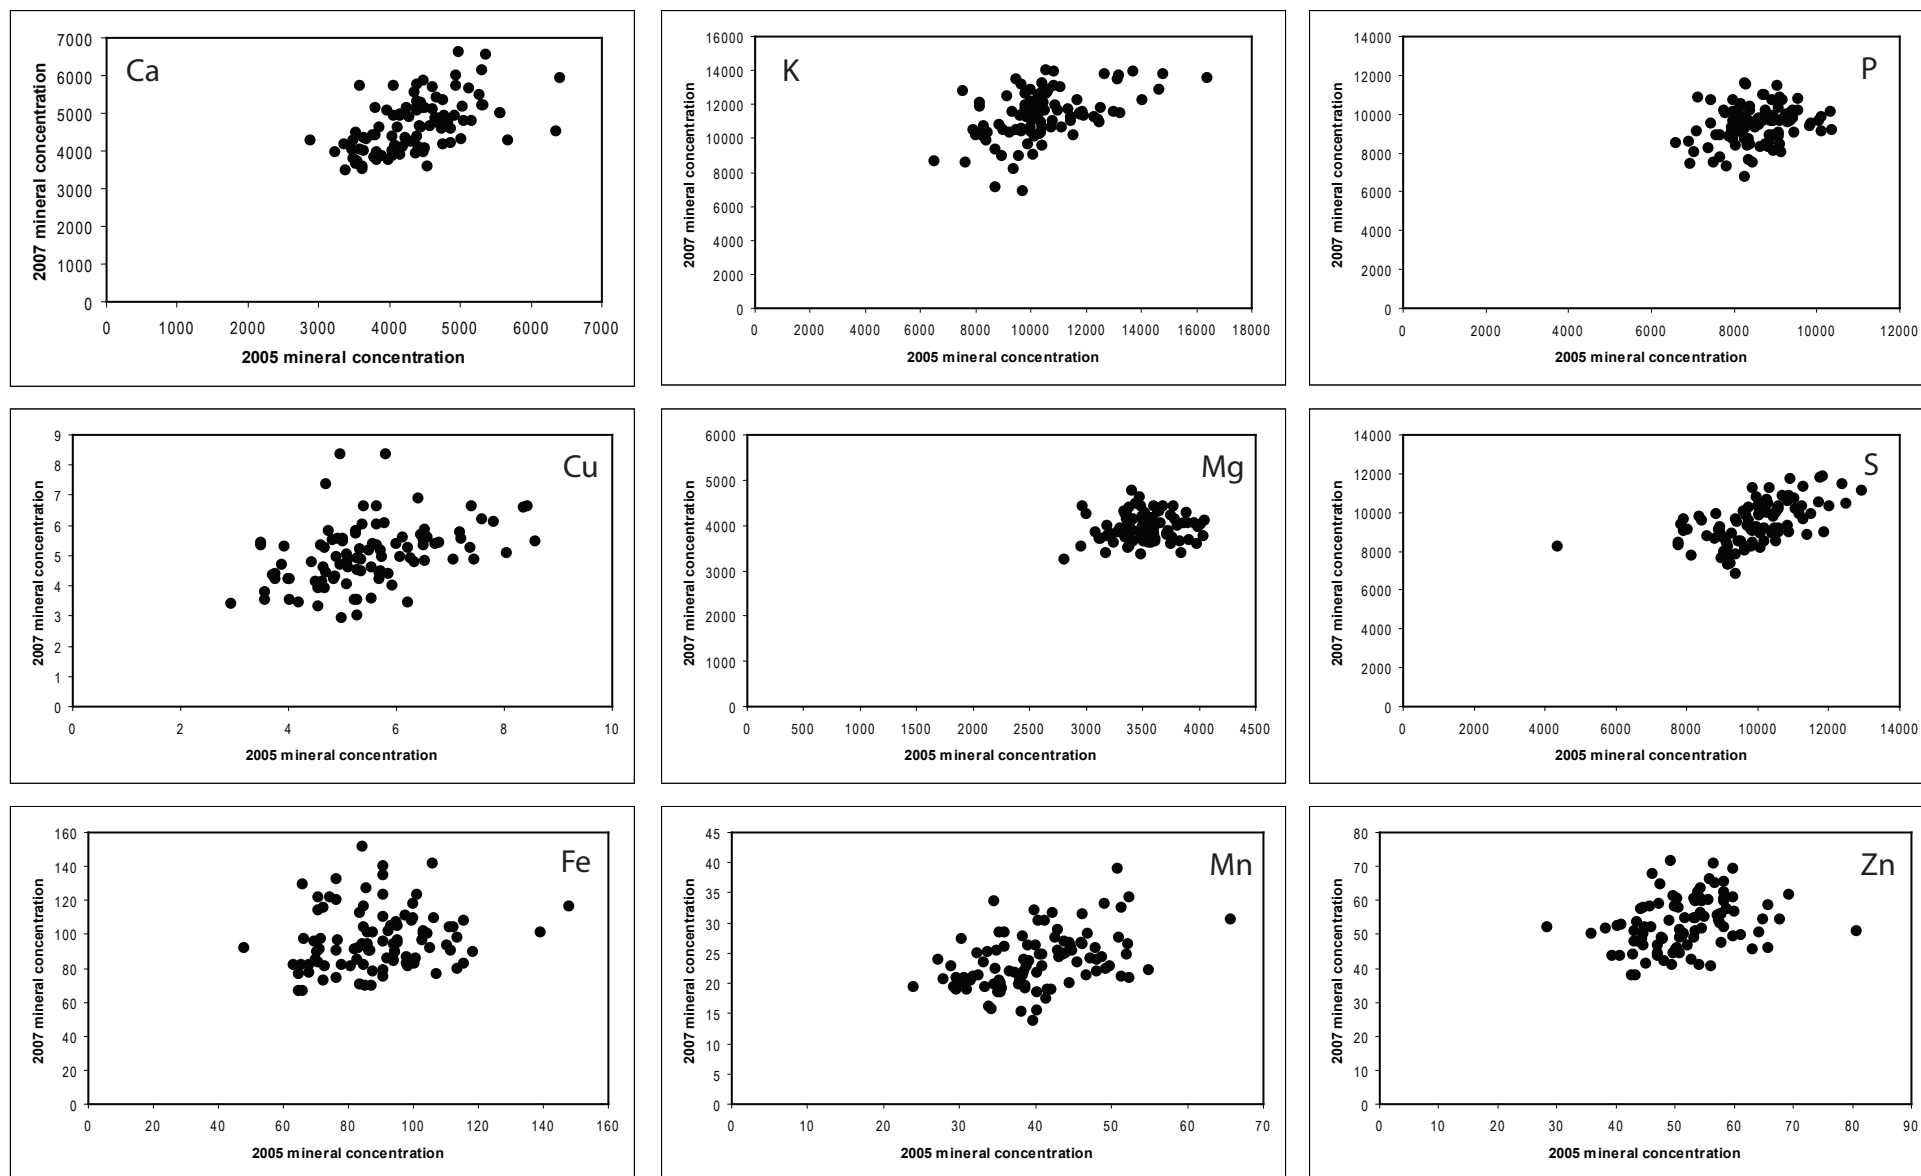 Ca
2007 mineral concentration
7000
6000
5000
4000
3000
2000
1000
0
0 1000 2000 3000 4000 5000 6000 7000
2005 mineral concentration
K
2007 mineral concentration
16000
14000
12000
10000
8000
6000
4000
2000
0
0 2000 4000 6000 8000 10000 12000 14000 16000 18000
2005 mineral concentration
P
2007 mineral concentration
14000
12000
10000
8000
6000
4000
2000
0
0 2000 4000 6000 8000 10000 12000
2005 mineral concentration
Cu
2007 mineral concentration
9
8
7
6
5
4
3
2
1
0
0 2 4 6 8 10
2005 mineral concentration
Mg
2007 mineral concentration
6000
5000
4000
3000
2000
1000
0
0 500 1000 1500 2000 2500 3000 3500 4000 4500
2005 mineral concentration
S
2007 mineral concentration
14000
12000
10000
8000
6000
4000
2000
0
0 2000 4000 6000 8000 10000 12000 14000
2005 mineral concentration
Fe
2007 mineral concentration
160
140
120
100
80
60
40
20
0
0 20 40 60 80 100 120 140 160
2005 mineral concentration
Mn
2007 mineral concentration
45
40
35
30
25
20
15
10
5
0
0 10 20 30 40 50 60 70
2005 mineral concentration
Zn
2007 mineral concentration
80
70
60
50
40
30
20
10
0
0 10 20 30 40 50 60 70 80 90
2005 mineral concentration